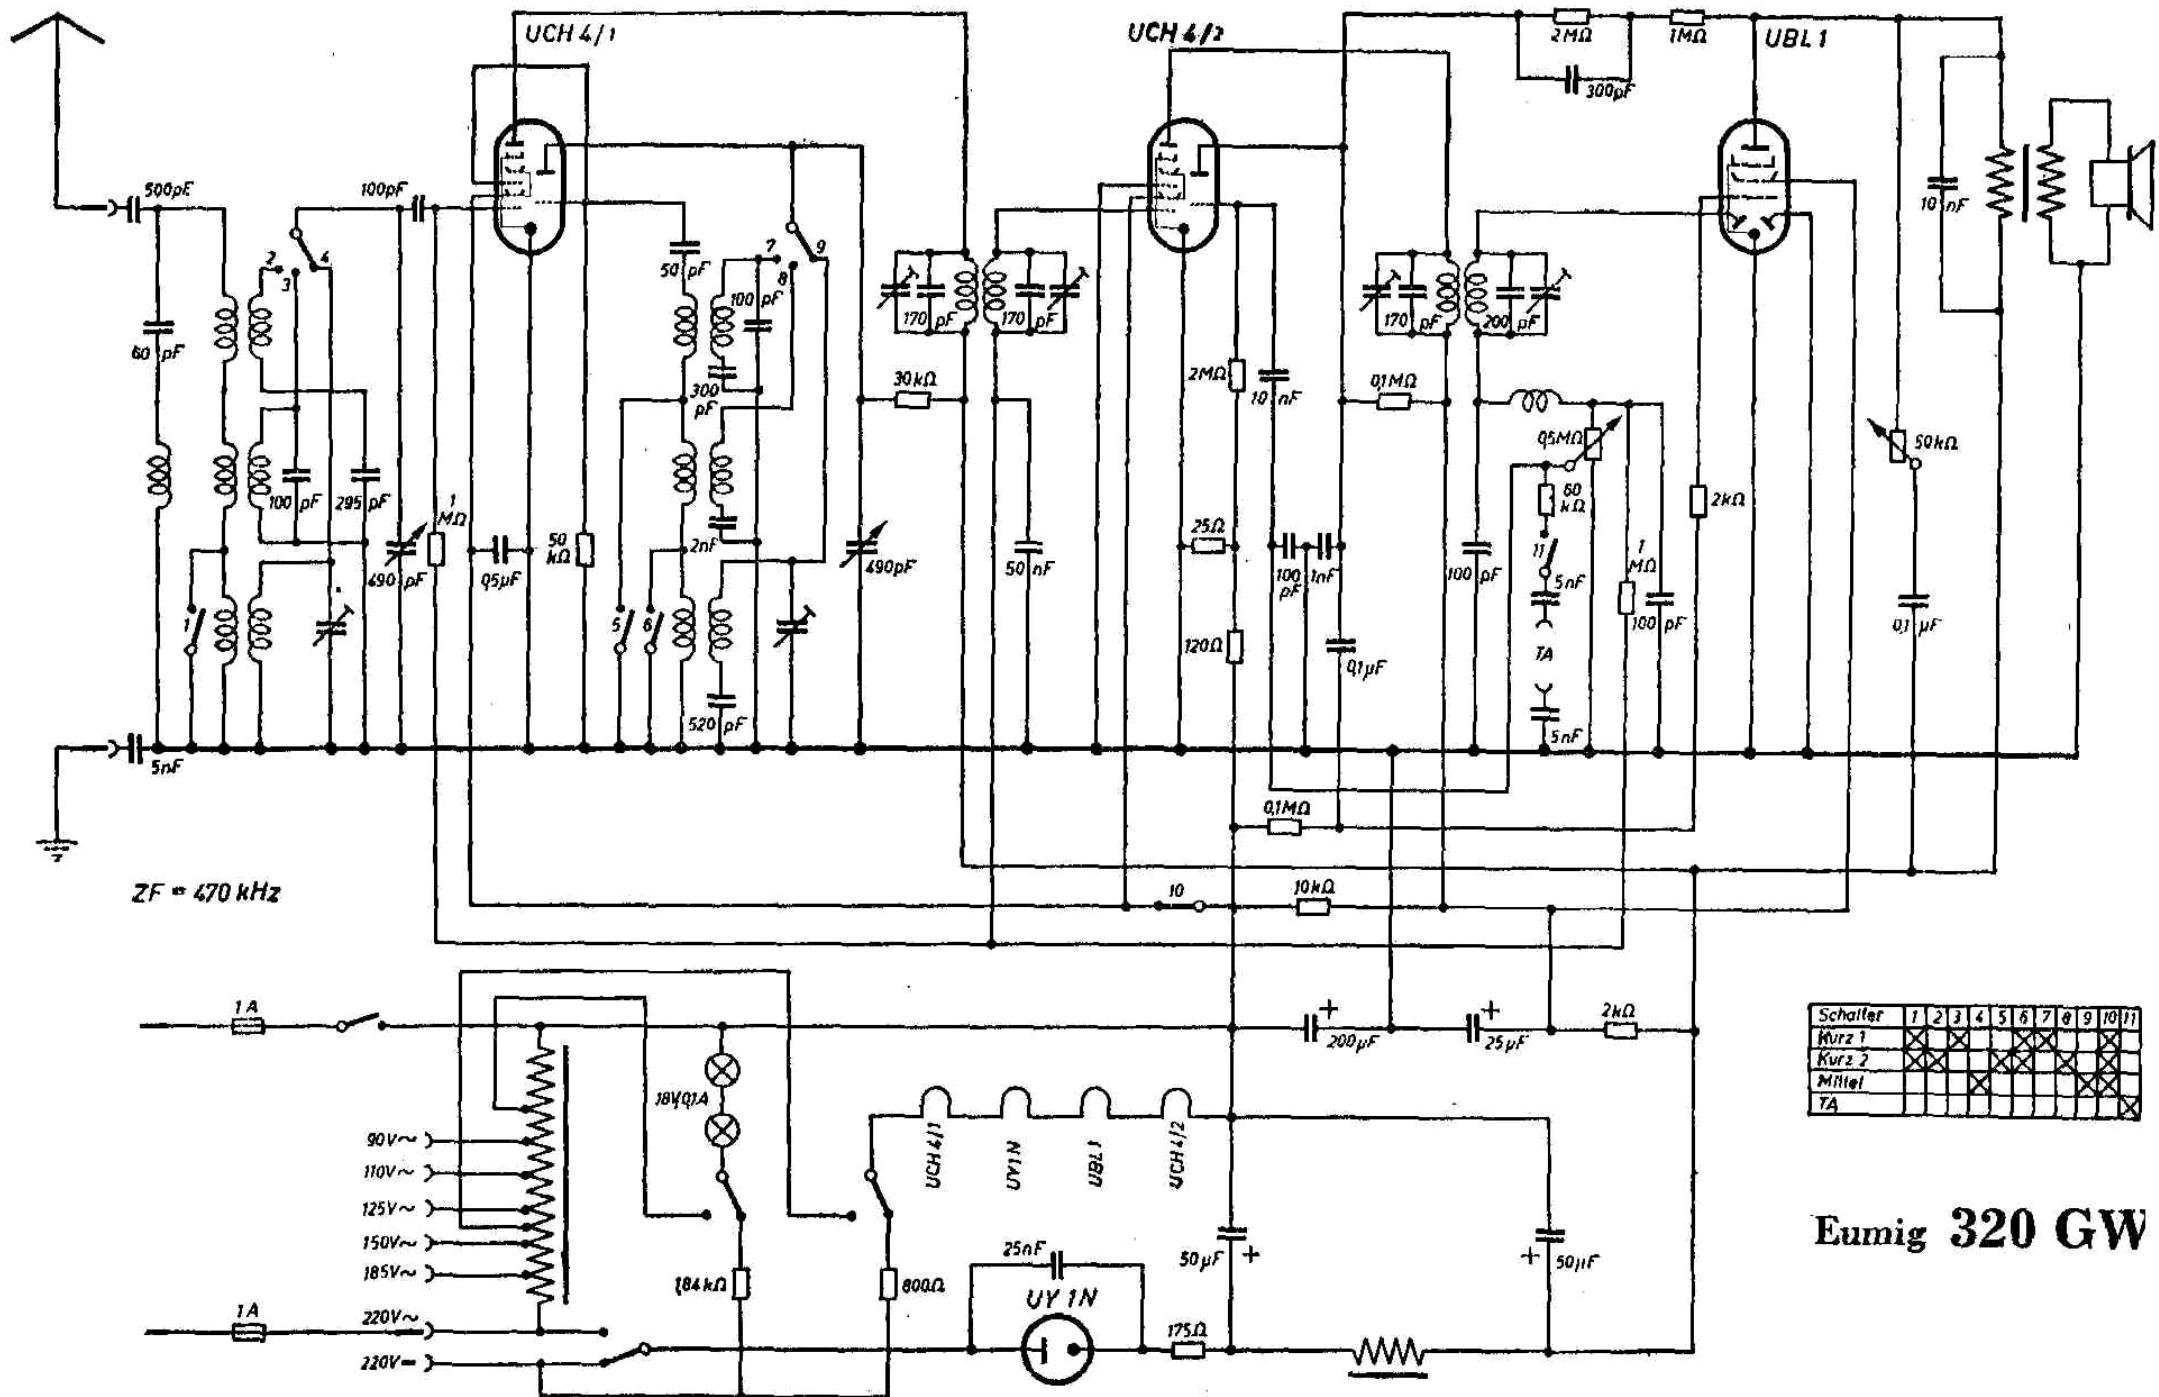 UCH 4/1
UCH 4/2
UBL 1
2MΩ
1MΩ
300pF
500pF
100pF
10 nF
2
3
4
7
8
9
50 pF
100 pF
60 pF
170 pF
170 pF
170 pF
200 pF
300 pF
30kΩ
2MΩ
10 nF
0,1MΩ
0,5MΩ
50kΩ
100 pF
295 pF
1 MΩ
60 kΩ
2kΩ
490 pF
0,5µF
50 kΩ
2nF
490pF
50 nF
25Ω
100 pF
1nF
100 pF
11
5nF
1 MΩ
100 pF
0,1 µF
1
5
6
120Ω
0,1µF
TA
520 pF
5nF
5nF
0,1MΩ
ZF = 470 kHz
10
10kΩ
1 A
+
200µF
+
25µF
2kΩ
Schalter 1 2 3 4 5 6 7 8 9 10 11
Kurz 1
Kurz 2
Mittel
TA
18V,0,1A
90V~
110V~
125V~
150V~
185V~
220V~
220V=
UCH 4/1
UY1N
UBL 1
UCH 4/2
1 A
1,84kΩ
800Ω
25nF
UY 1N
175Ω
50µF
+
+
50µF
Eumig 320 GW